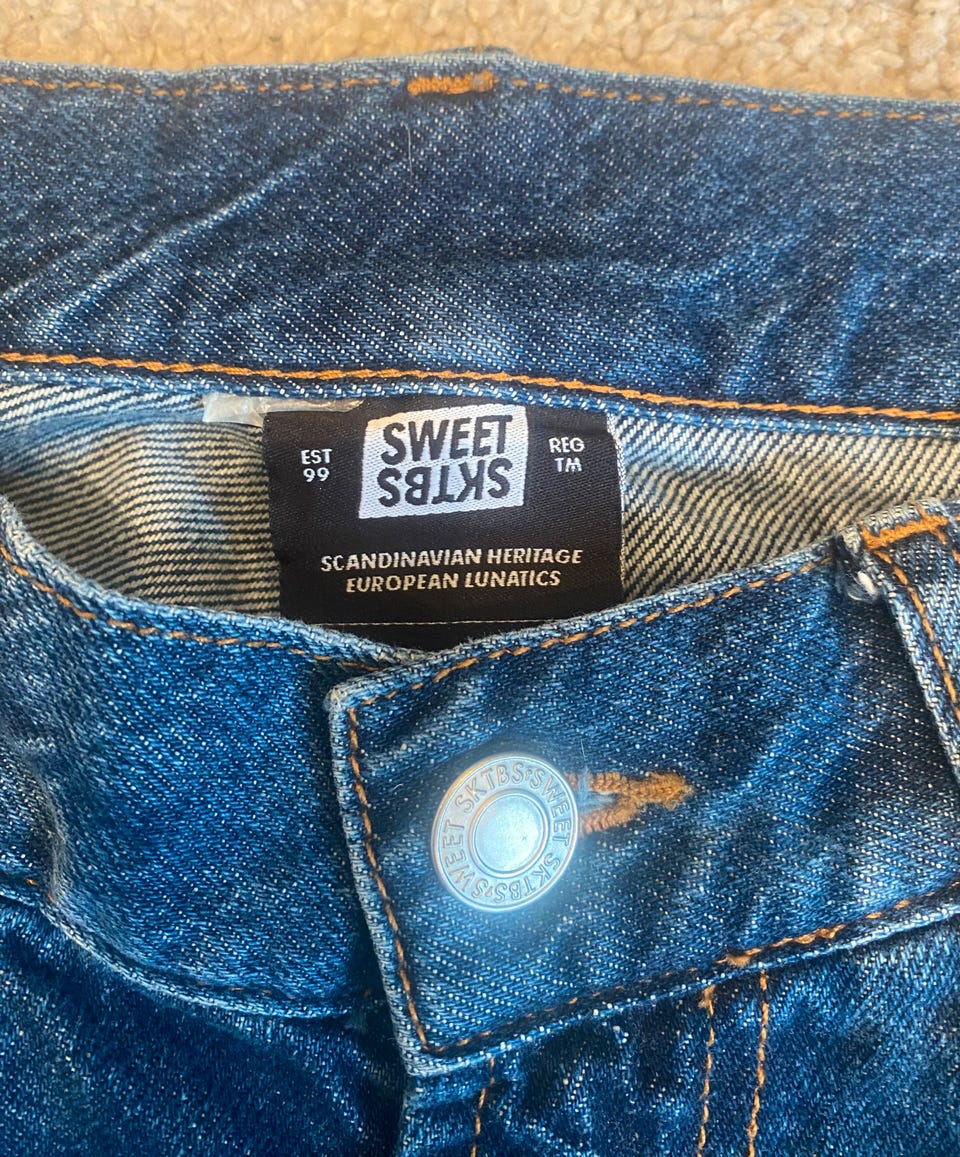 EST
99
SWEET
SKTBS
REG
TM
SCANDINAVIAN HERITAGE
EUROPEAN LUNATICS
SWEET SKTBS*SWEET SKTBS*